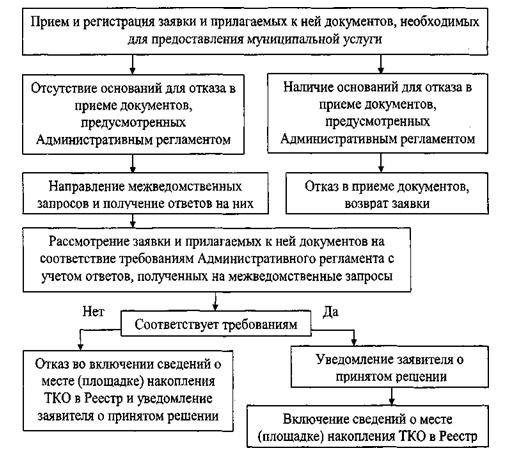 Прием и регистрация заявки и прилагаемых к ней документов, необходимых
для предоставления муниципальной услуги
Отсутствие оснований для отказа в
приеме документов,
предусмотренных
Административным регламентом
Наличие оснований для отказа в
приеме документов,
предусмотренных
Административным регламентом
Направление межведомственных
запросов и получение ответов на них
Отказ в приеме документов,
возврат заявки
Рассмотрение заявки и прилагаемых к ней документов на
соответствие требованиям Административного регламента с
учетом ответов, полученных на межведомственные запросы
Нет
Да
Соответствует требованиям
Отказ во включении сведений о
месте (площадке) накопления
ТКО в Реестр и уведомление
заявителя о принятом решении
Уведомление заявителя о
принятом решении
Включение сведений о месте
(площадке) накопления ТКО в Реестр